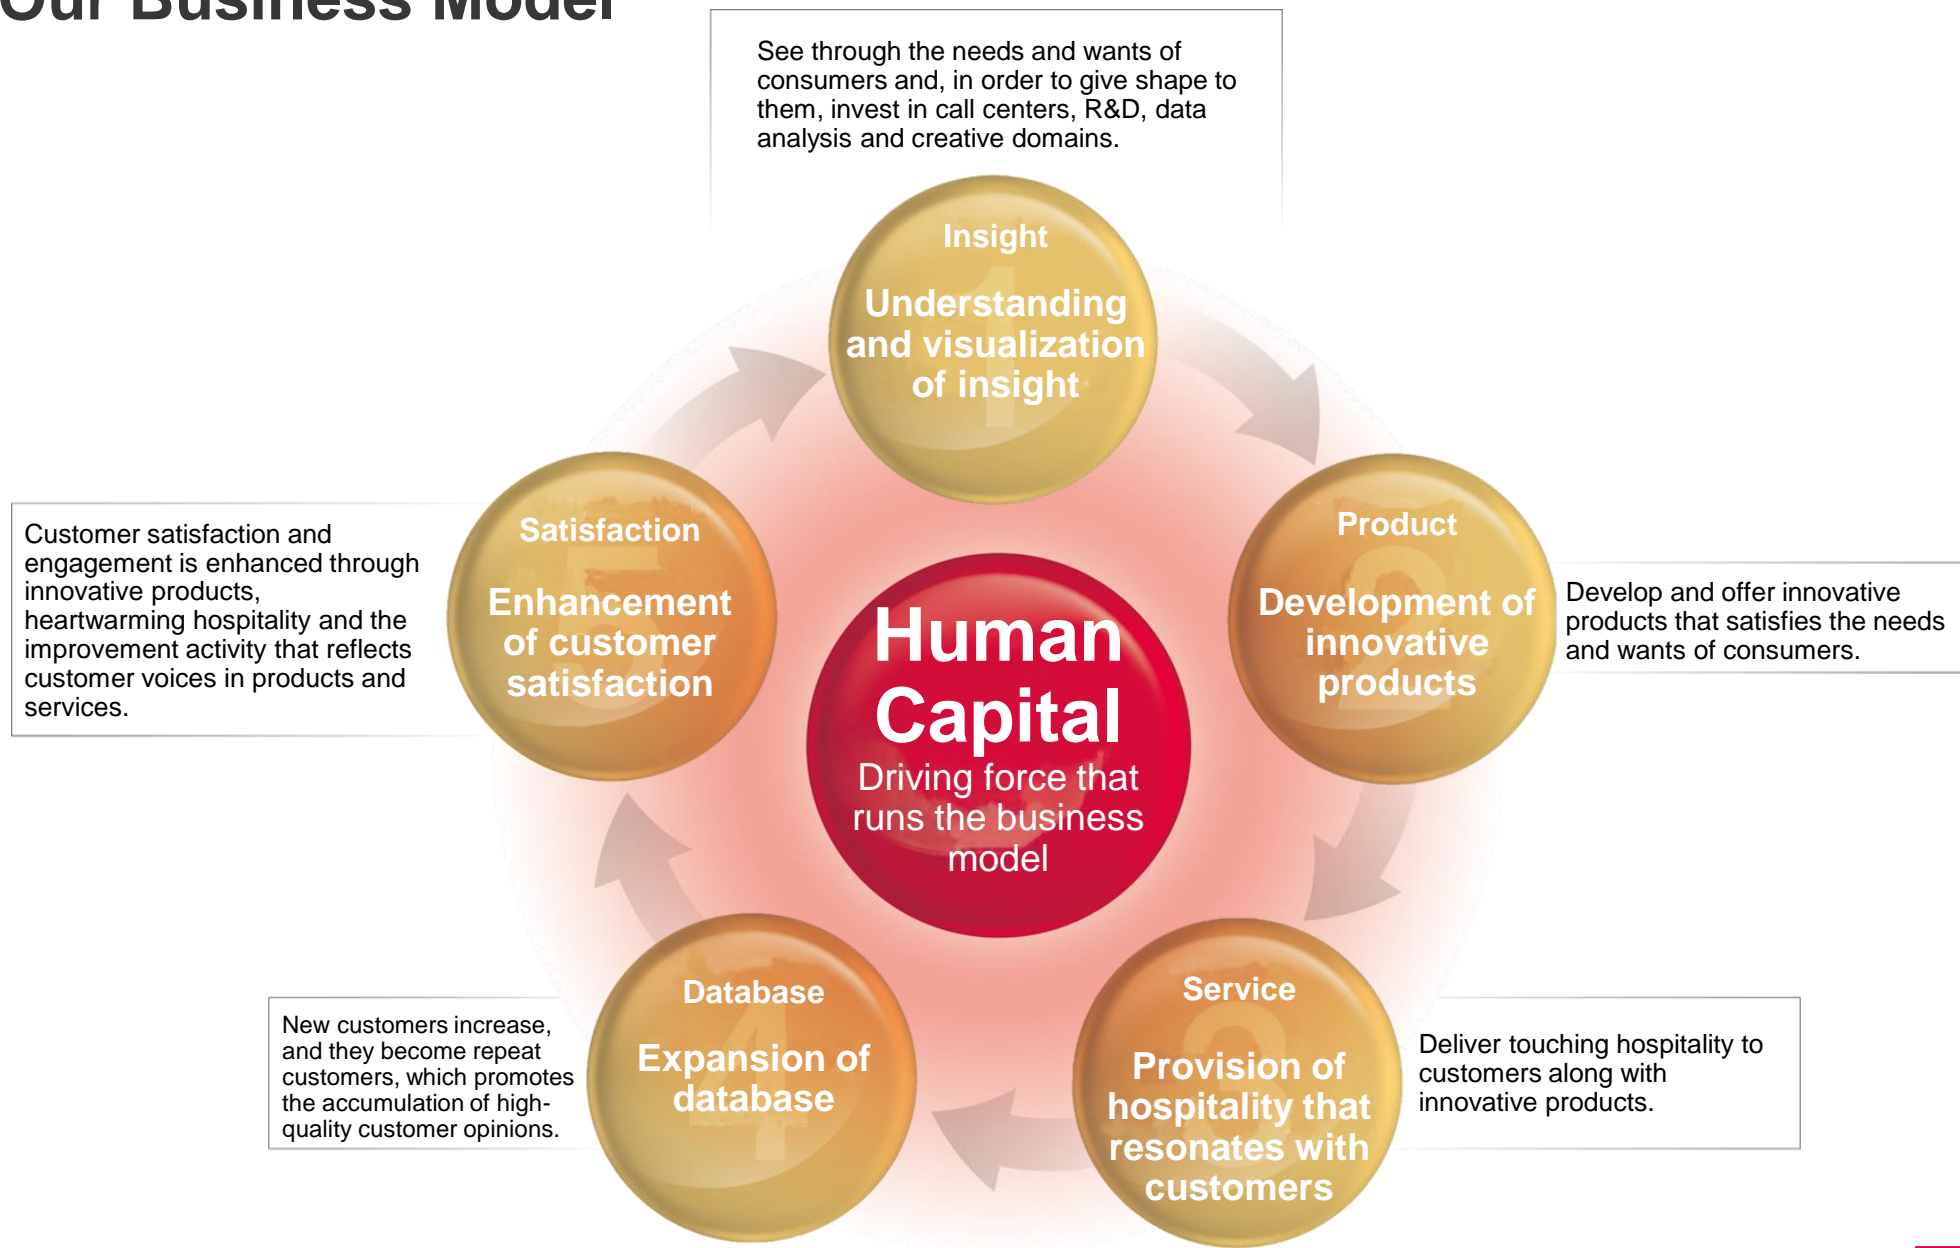 Our Business Model
See through the needs and wants of
consumers and, in order to give shape to
them, invest in call centers, R&D, data
analysis and creative domains.
1
Insight
Understanding
and visualization
of insight
2
Product
Development of
innovative
products
Develop and offer innovative
products that satisfies the needs
and wants of consumers.
3
Service
Provision of
hospitality that
resonates with
customers
Deliver touching hospitality to
customers along with
innovative products.
4
Database
Expansion of
database
New customers increase,
and they become repeat
customers, which promotes
the accumulation of high-
quality customer opinions.
5
Satisfaction
Enhancement
of customer
satisfaction
Customer satisfaction and
engagement is enhanced through
innovative products,
heartwarming hospitality and the
improvement activity that reflects
customer voices in products and
services.
Human
Capital
Driving force that
runs the business
model